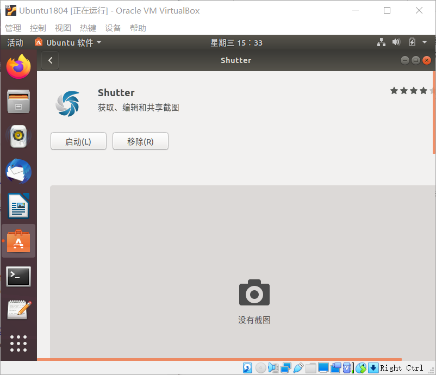 Ubuntu1804 [正在运行] - Oracle VM VirtualBox
管理 控制 视图 热键 设备 帮助
活动 Ubuntu 软件 星期三 15：33
Shutter
Shutter
获取、编辑和共享截图
启动(L) 移除(R)
没有截图
Right Ctrl